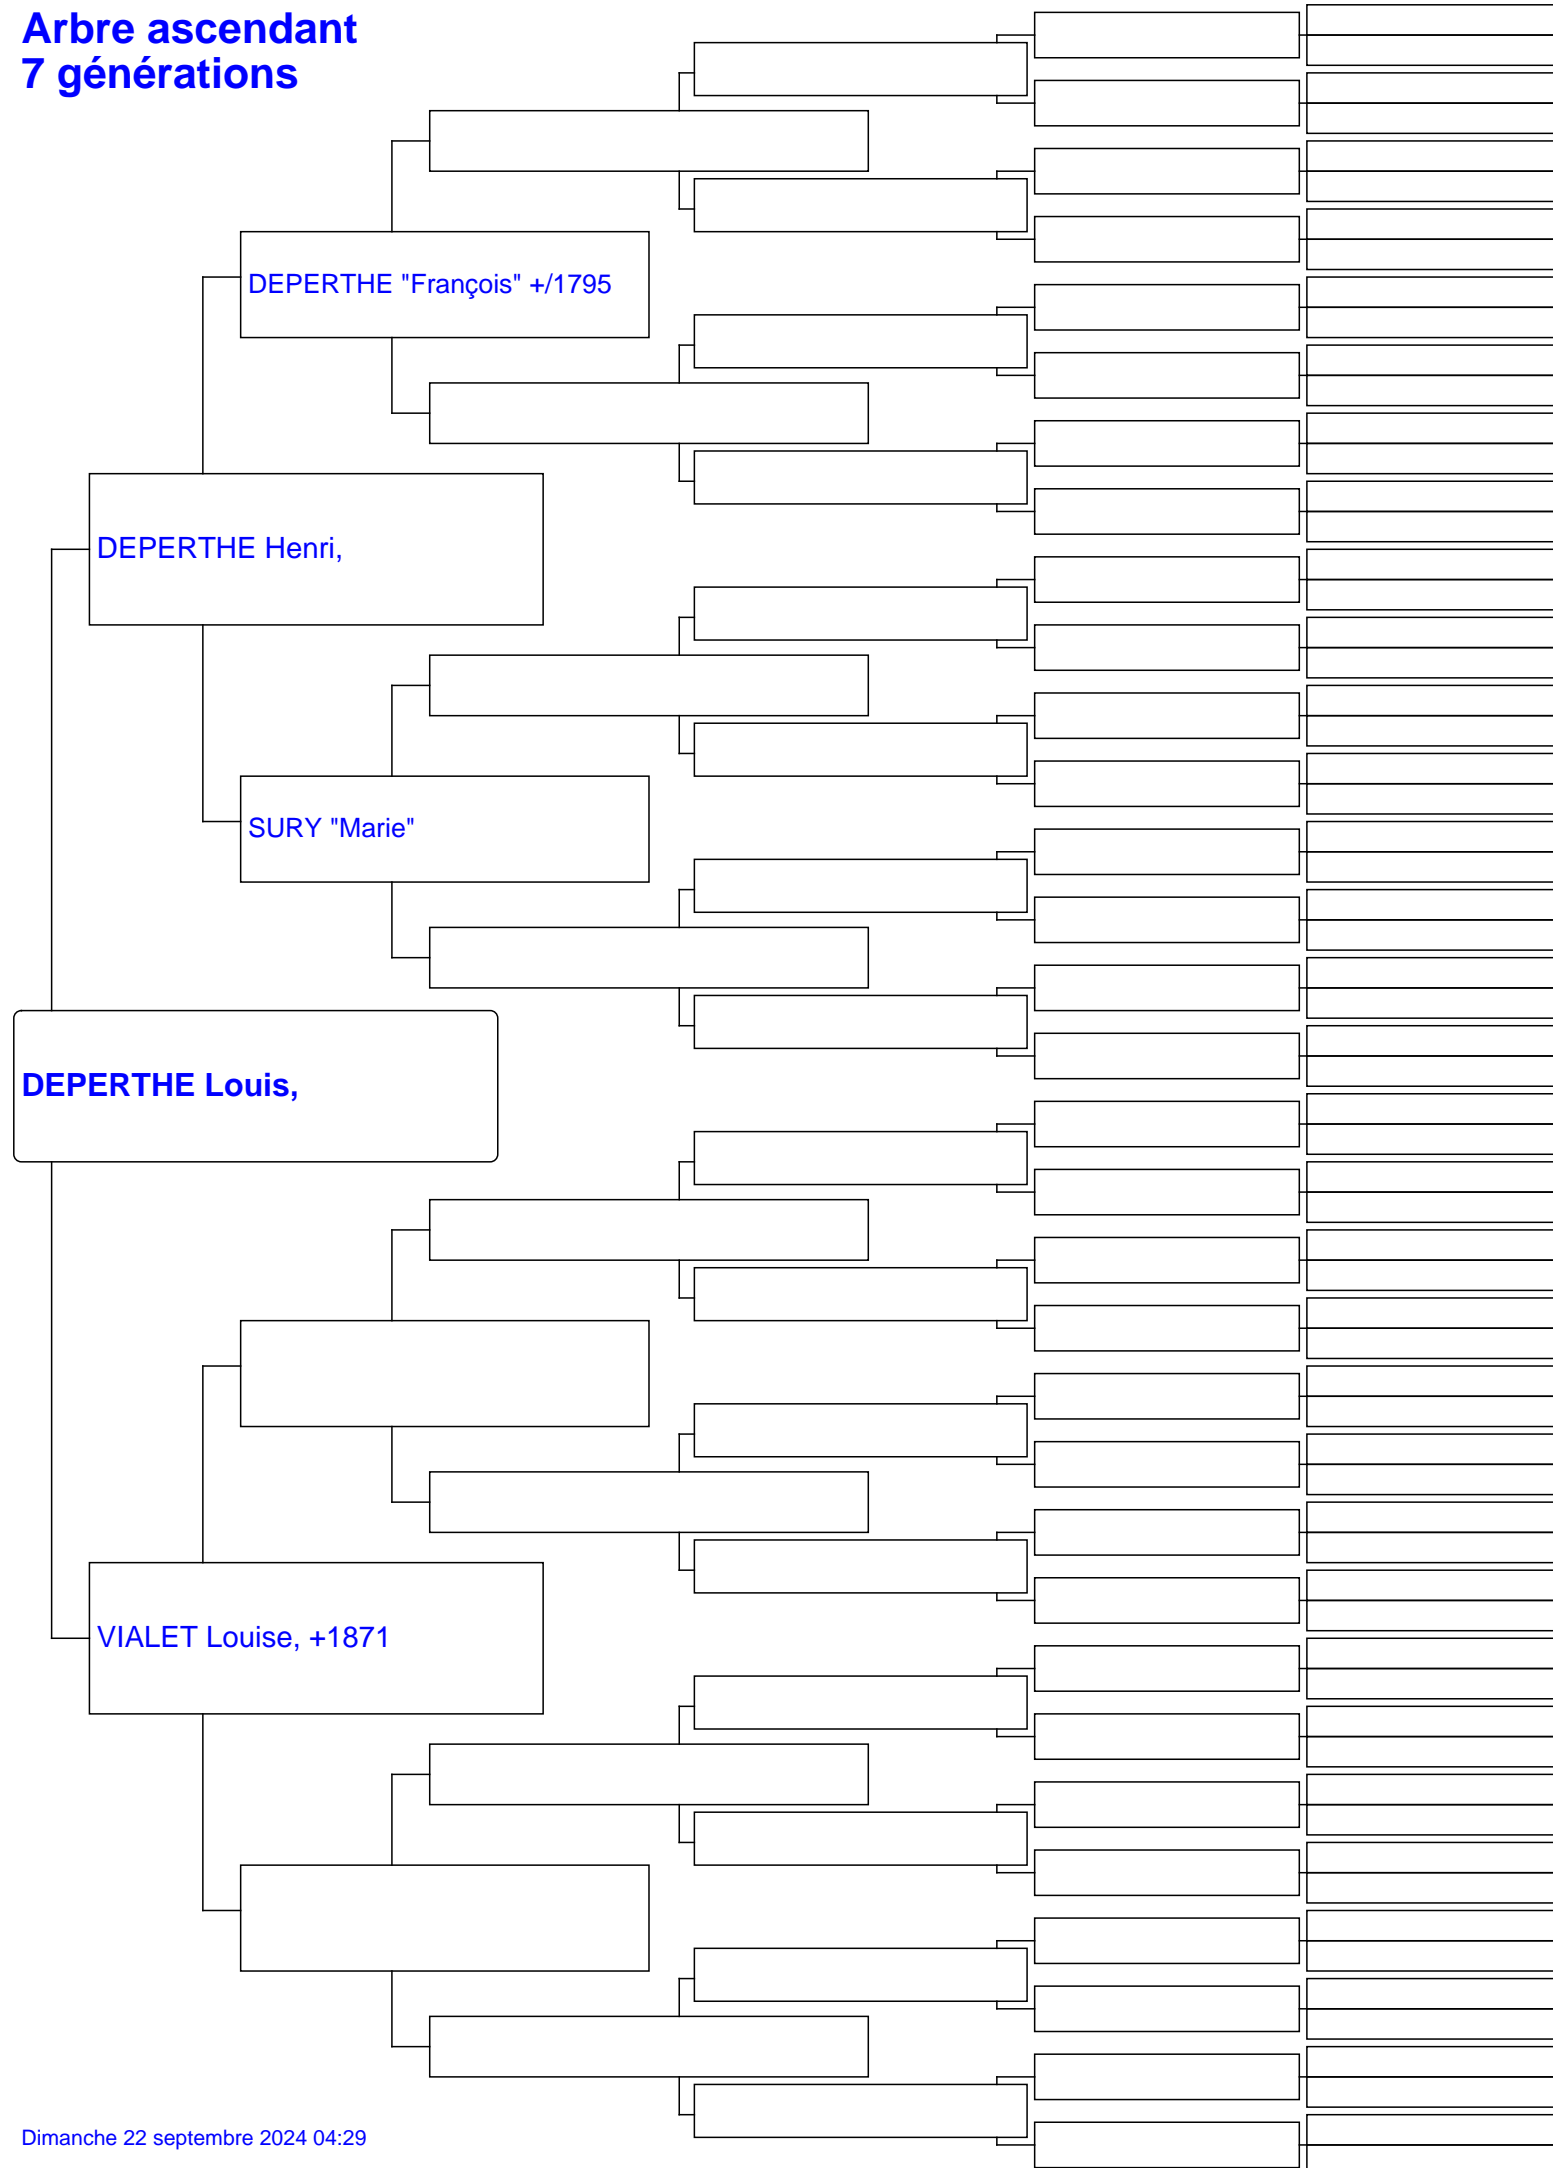 Arbre ascendant
7 générations
DEPERTHE "François" +/1795
DEPERTHE Henri,
SURY "Marie"
DEPERTHE Louis,
VIALET Louise, +1871
Dimanche 22 septembre 2024 04:29